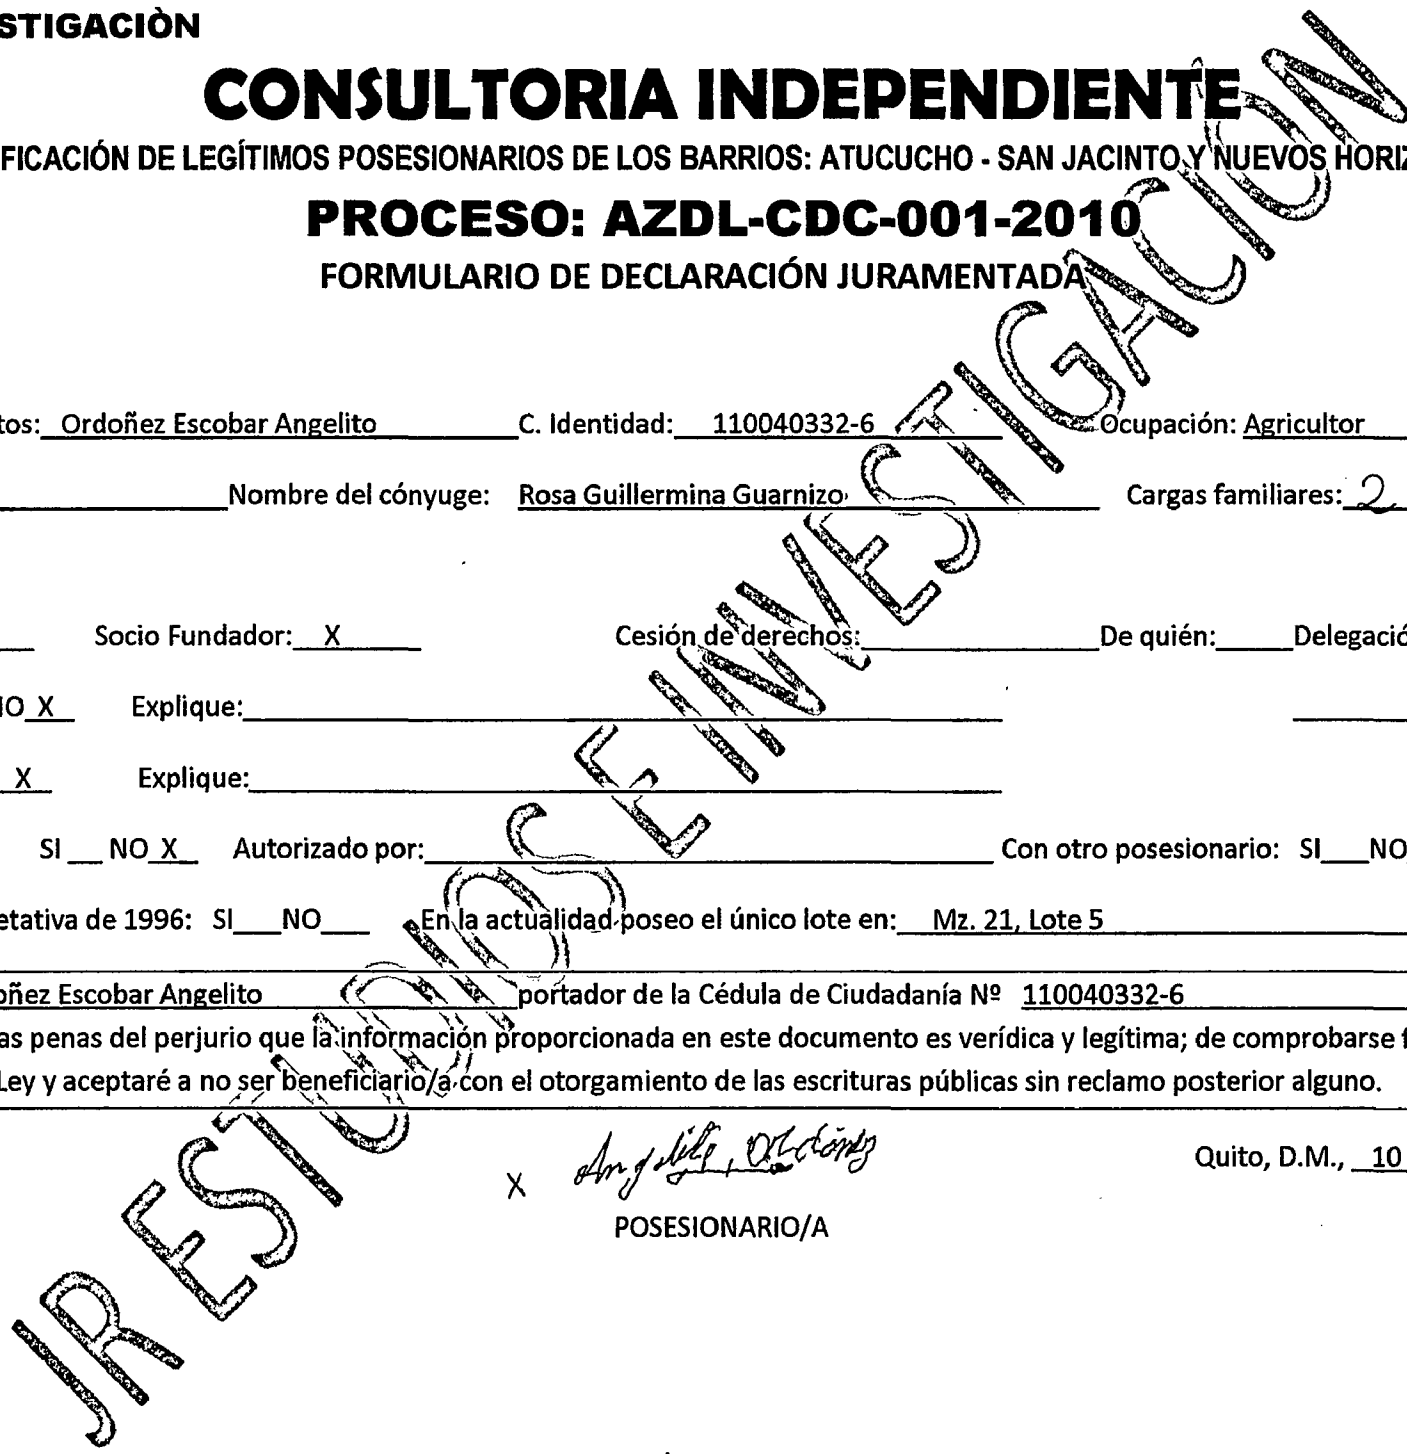 STIGACIÒN
CONSULTORIA INDEPENDIENTE
FICACIÓN DE LEGÍTIMOS POSESIONARIOS DE LOS BARRIOS: ATUCUCHO - SAN JACINTO Y NUEVOS HORIZ
PROCESO: AZDL-CDC-001-2010
FORMULARIO DE DECLARACIÓN JURAMENTADA
tos: Ordoñez Escobar Angelito C. Identidad: 110040332-6 Ocupación: Agricultor
Nombre del cónyuge: Rosa Guillermina Guarnizo Cargas familiares: 2
Socio Fundador: X Cesión de derechos: De quién: Delegació
IO X Explique:
X Explique:
SI NO X Autorizado por: Con otro posesionario: SI NO
etativa de 1996: SI NO En la actualidad poseo el único lote en: Mz. 21, Lote 5
oñez Escobar Angelito portador de la Cédula de Ciudadanía Nº 110040332-6
as penas del perjurio que la información proporcionada en este documento es verídica y legítima; de comprobarse f
Ley y aceptaré a no ser beneficiario/a con el otorgamiento de las escrituras públicas sin reclamo posterior alguno.
X Angelito Ordóñez Quito, D.M., 10
POSESIONARIO/A
JR ESTUDIOS E INVESTIGACION